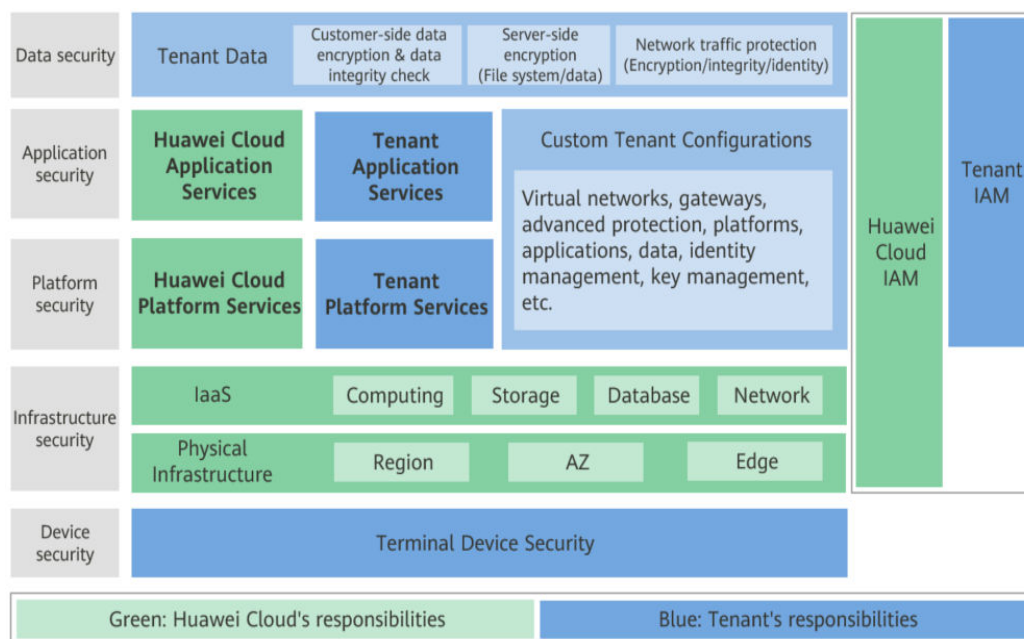 Data security
Tenant Data
Customer-side data
encryption & data
integrity check
Server-side
encryption
(File system/data)
Network traffic protection
(Encryption/integrity/identity)
Application
security
Huawei Cloud
Application
Services
Tenant
Application
Services
Custom Tenant Configurations
Virtual networks, gateways,
advanced protection, platforms,
applications, data, identity
management, key management,
etc.
Platform
security
Huawei Cloud
Platform Services
Tenant
Platform Services
Huawei
Cloud
IAM
Tenant
IAM
Infrastructure
security
IaaS
Computing
Storage
Database
Network
Physical
Infrastructure
Region
AZ
Edge
Device
security
Terminal Device Security
Green: Huawei Cloud's responsibilities
Blue: Tenant's responsibilities